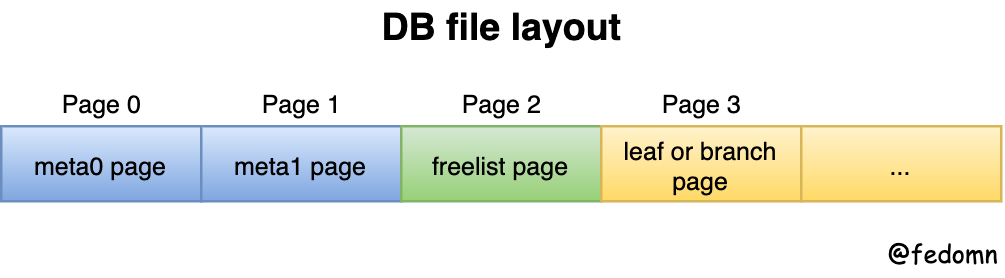 DB file layout
Page 0
Page 1
Page 2
Page 3
meta0 page
meta1 page
freelist page
leaf or branch
page
...
@fedomn